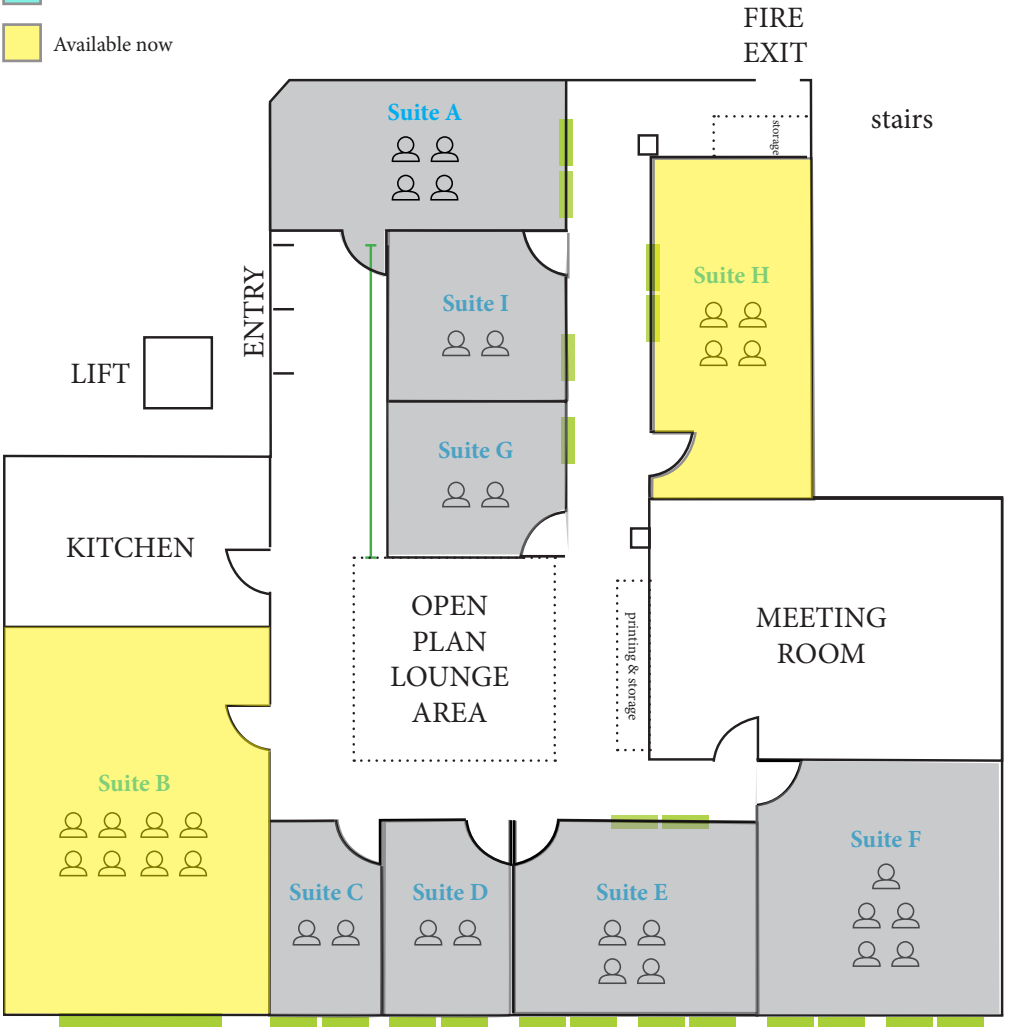 Available now
FIRE
EXIT
stairs
storage
Suite A
ENTRY
Suite H
Suite I
LIFT
Suite G
KITCHEN
OPEN
PLAN
LOUNGE
AREA
printing & storage
MEETING
ROOM
Suite B
Suite F
Suite C
Suite D
Suite E